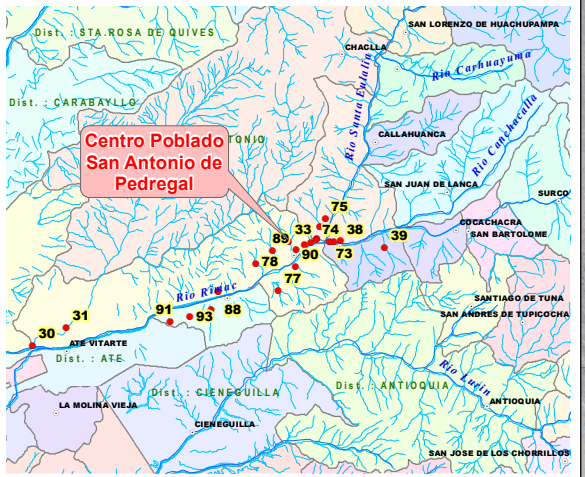 SAN LORENZO DE HUACHUPAMPA
Dist. : STA.ROSA DE QUIVES
CHACLLA
Rio Carhuayuma
Rio Santa Eulalia
Dist. : CARABAYLLO
Rio Canchacalla
CALLAHUANCA
TONIO
Centro Poblado
San Antonio de
Pedregal
SAN JUAN DE LANCA
SURCO
75
COCACHACRA
33
74
38
SAN BARTOLOME
89
39
90
73
78
77
Rio Rimac
SANTIAGO DE TUNA
91
93
88
SAN ANDRES DE TUPICOCHA
31
30
ATE VITARTE
Dist. : ATE
Dist. : CIENEGUILLA
Dist. : ANTIOQUIA
Rio Lurin
LA MOLINA VIEJA
ANTIOQUIA
CIENEGUILLA
SAN JOSE DE LOS CHORRILLOS